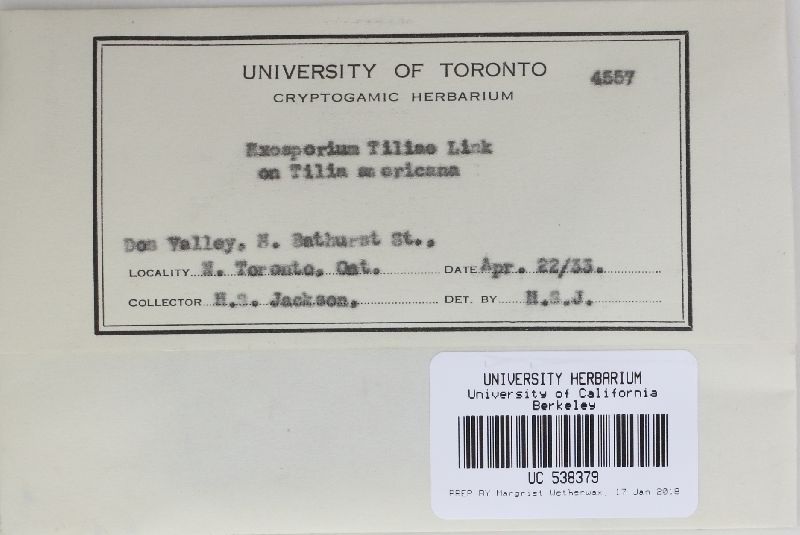 UNIVERSITY OF TORONTO 4557
CRYPTOGAMIC HERBARIUM
Exosporium Tiliae Link
on Tilia americana
Don Valley, N. Bathurst St.,
LOCALITY N. Toronto, Ont. DATE Apr. 22/33.
COLLECTOR H.S. Jackson, DET. BY H.S.J.
UNIVERSITY HERBARIUM
University of California
Berkeley
UC 538379
PREP BY Margriet Wetherwax, 17 Jan 2018